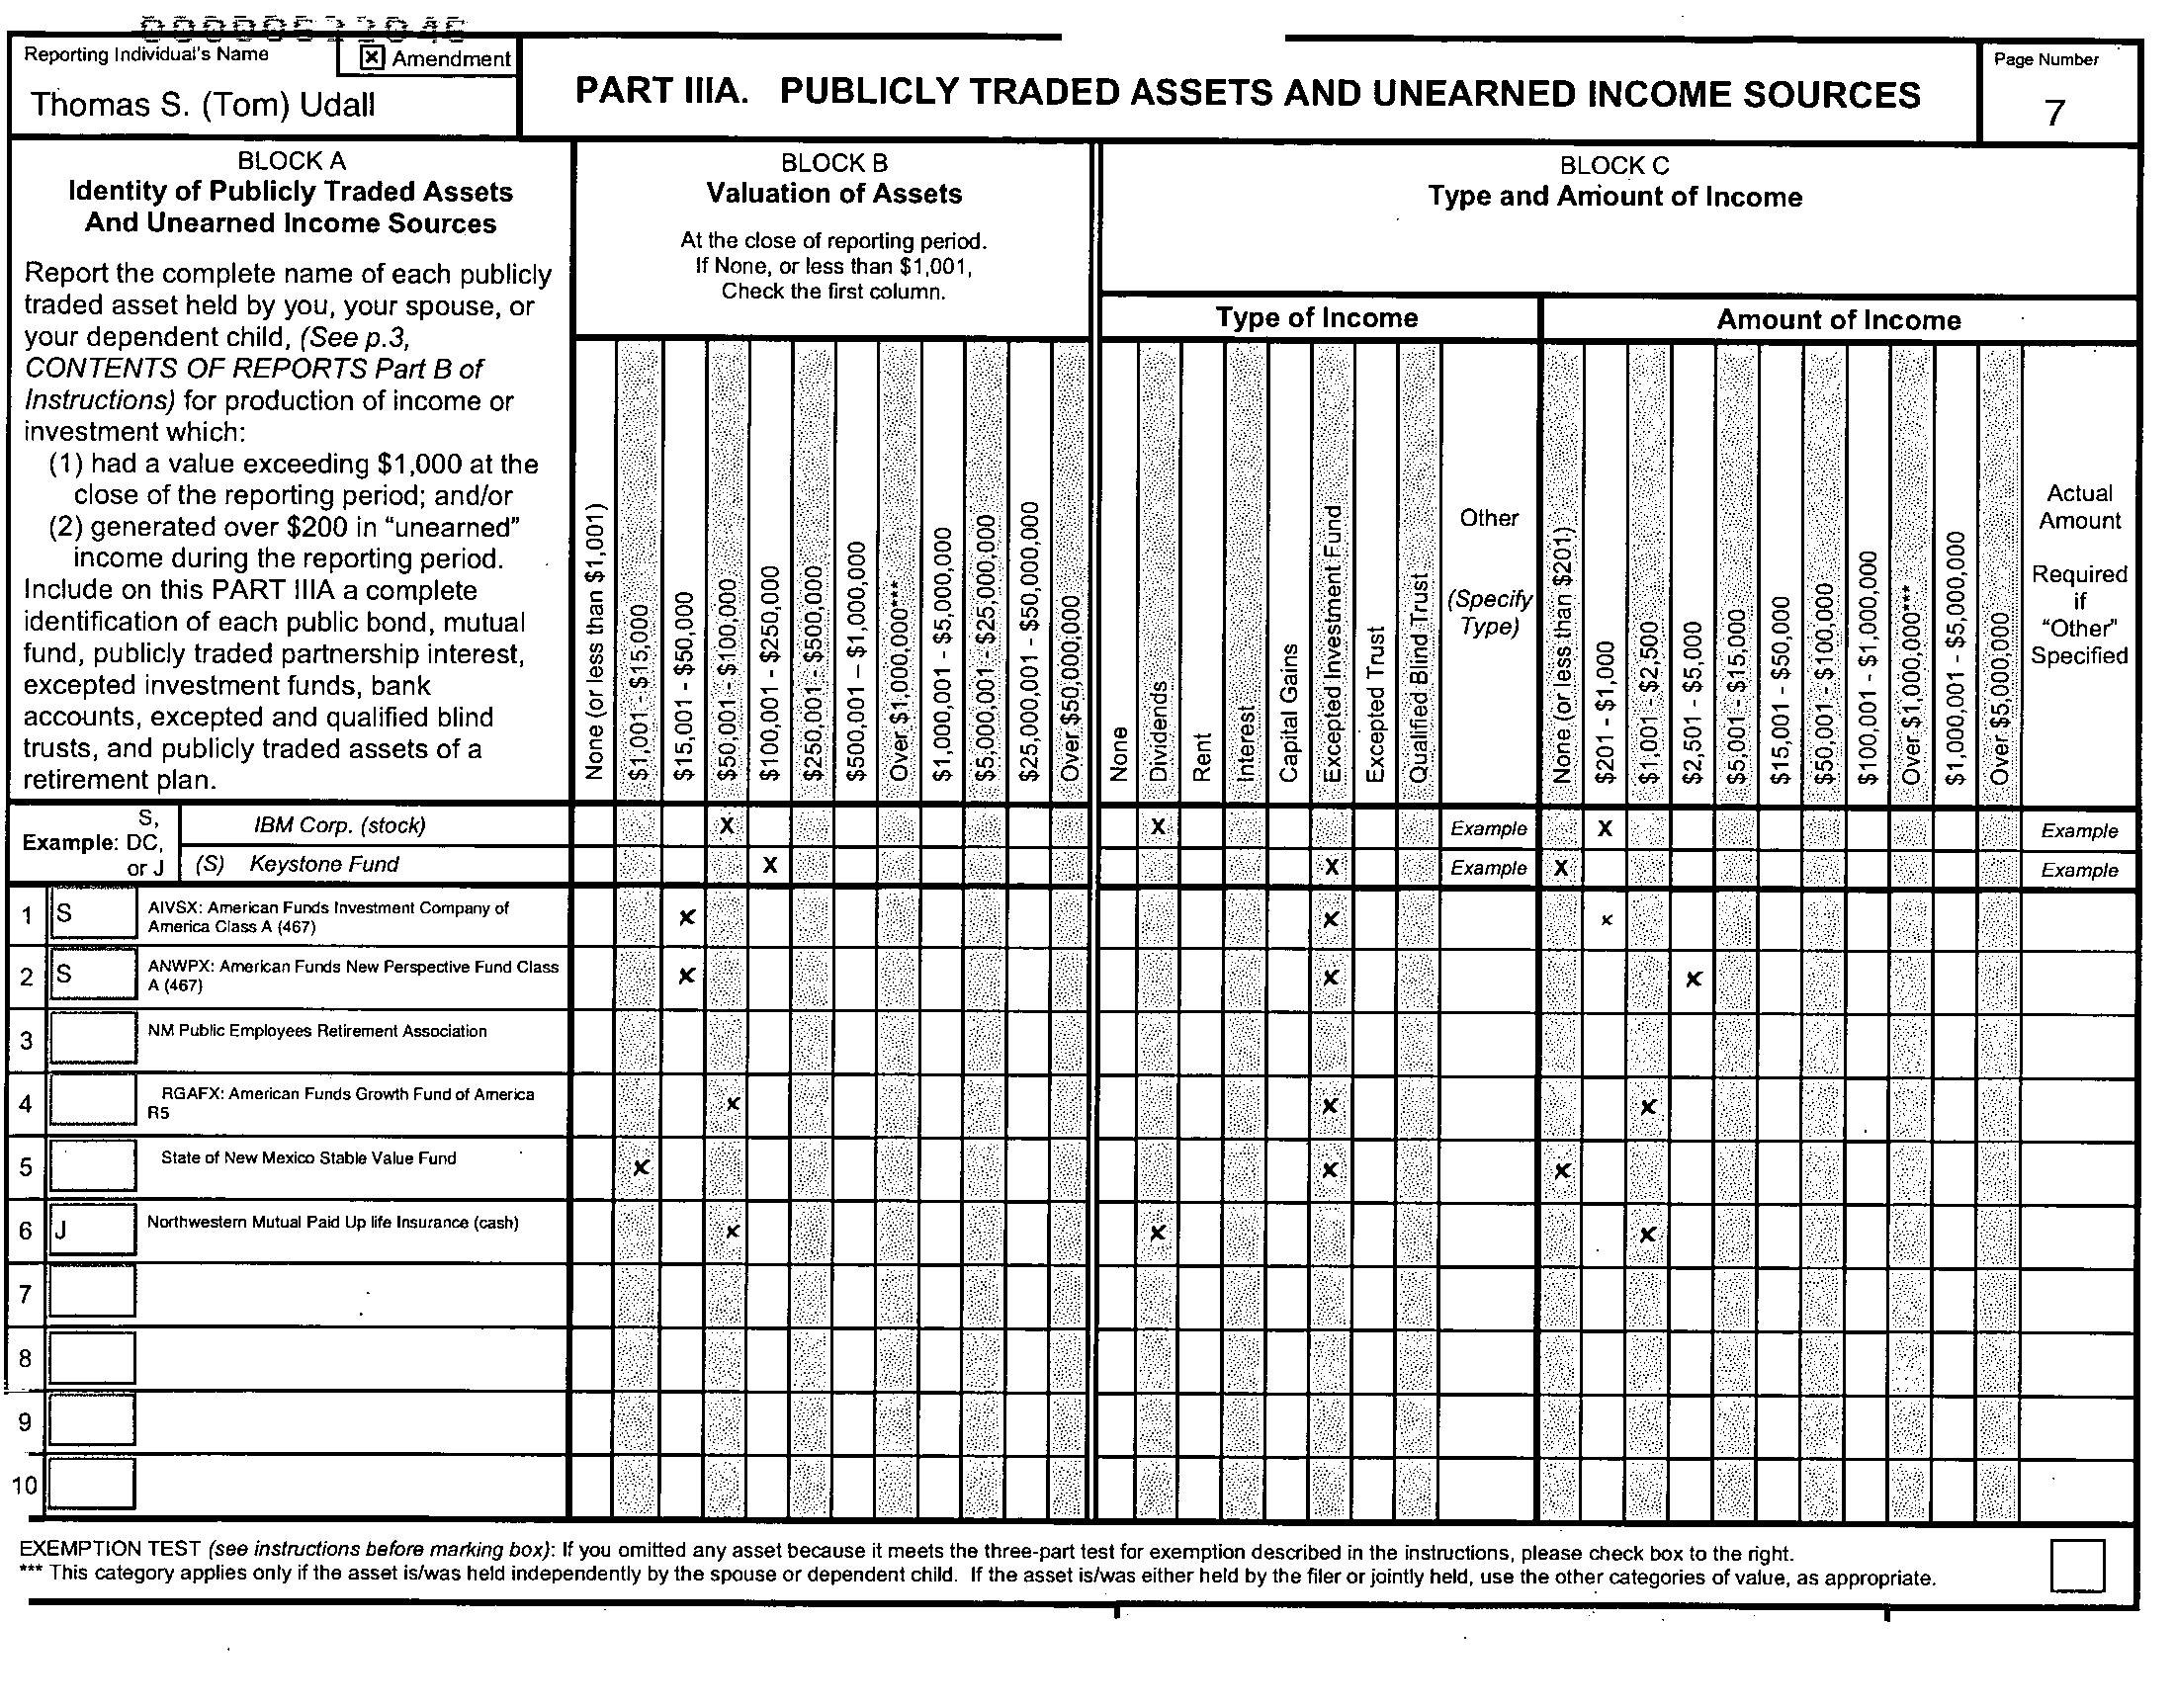 Reporting Individual's Name
Amendment
Thomas S. (Tom) Udall
PART IIIA. PUBLICLY TRADED ASSETS AND UNEARNED INCOME SOURCES
Page Number
7
BLOCK A
Identity of Publicly Traded Assets
And Unearned Income Sources
Report the complete name of each publicly
traded asset held by you, your spouse, or
your dependent child, (See p.3,
CONTENTS OF REPORTS Part B of
Instructions) for production of income or
investment which:
(1) had a value exceeding $1,000 at the
close of the reporting period; and/or
(2) generated over $200 in "unearned"
income during the reporting period.
Include on this PART IIIA a complete
identification of each public bond, mutual
fund, publicly traded partnership interest,
excepted investment funds, bank
accounts, excepted and qualified blind
trusts, and publicly traded assets of a
retirement plan.
BLOCK B
Valuation of Assets
At the close of reporting period.
If None, or less than $1,001,
Check the first column.
None (or less than $1,001)
$1,001 - $15,000
$15,001 - $50,000
$50,001 - $100,000
$100,001 - $250,000
$250,001 - $500,000
$500,001 – $1,000,000
Over $1,000,000***
$1,000,001 - $5,000,000
$5,000,001 - $25,000,000
$25,000,001 - $50,000,000
Over $50,000,000
BLOCK C
Type and Amount of Income
Type of Income
None
Dividends
Rent
Interest
Capital Gains
Excepted Investment Fund
Excepted Trust
Qualified Blind Trust
Other
(Specify
Type)
Amount of Income
None (or less than $201)
$201 - $1,000
$1,001 - $2,500
$2,501 - $5,000
$5,001 - $15,000
$15,001 - $50,000
$50,001 - $100,000
$100,001 - $1,000,000
Over $1,000,000***
$1,000,001 - $5,000,000
Over $5,000,000
Actual
Amount
Required
if
"Other"
Specified
S,
Example: DC,
or J
IBM Corp. (stock) X X Example X Example
(S) Keystone Fund X X Example X Example
1 S AIVSX: American Funds Investment Company of
America Class A (467) x x x
2 S ANWPX: American Funds New Perspective Fund Class
A (467) x x x
3 NM Public Employees Retirement Association
4 RGAFX: American Funds Growth Fund of America
R5 x x x
5 State of New Mexico Stable Value Fund x x x
6 J Northwestern Mutual Paid Up life Insurance (cash) x x x
7
8
9
10
EXEMPTION TEST (see instructions before marking box): If you omitted any asset because it meets the three-part test for exemption described in the instructions, please check box to the right.
*** This category applies only if the asset is/was held independently by the spouse or dependent child. If the asset is/was either held by the filer or jointly held, use the other categories of value, as appropriate.